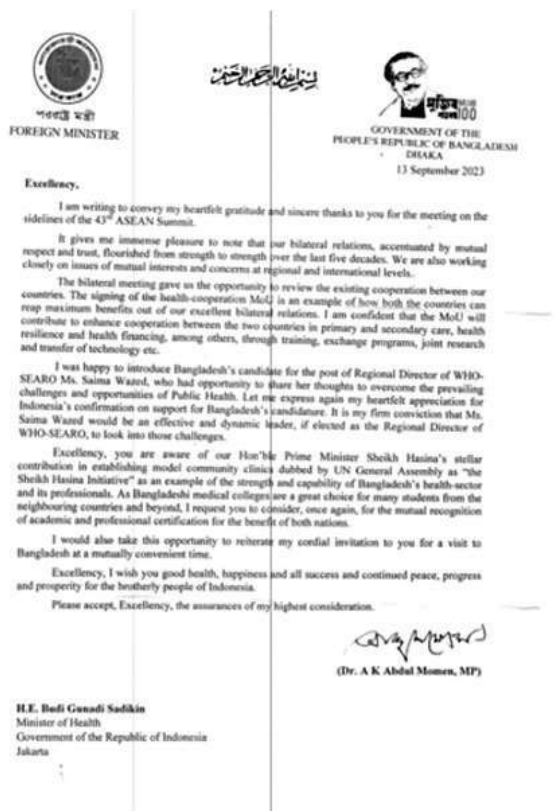 بسم الله الرحمن الرحيم
পররাষ্ট্র মন্ত্রী
FOREIGN MINISTER
মুজিব
শতবর্ষ
100
GOVERNMENT OF THE
PEOPLE'S REPUBLIC OF BANGLADESH
DHAKA
13 September 2023
Excellency,
I am writing to convey my heartfelt gratitude and sincere thanks to you for the meeting on the
sidelines of the 43rd ASEAN Summit.
It gives me immense pleasure to note that our bilateral relations, accentuated by mutual
respect and trust, flourished from strength to strength over the last five decades. We are also working
closely on issues of mutual interests and concerns at regional and international levels.
The bilateral meeting gave us the opportunity to review the existing cooperation between our
countries. The signing of the health-cooperation MoU is an example of how both the countries can
reap maximum benefits out of our excellent bilateral relations. I am confident that the MoU will
contribute to enhance cooperation between the two countries in primary and secondary care, health
resilience and health financing, among others, through training, exchange programs, joint research
and transfer of technology etc.
I was happy to introduce Bangladesh's candidate for the post of Regional Director of WHO-
SEARO Ms. Saima Wazed, who had opportunity to share her thoughts to overcome the prevailing
challenges and opportunities of Public Health. Let me express again my heartfelt appreciation for
Indonesia's confirmation on support for Bangladesh's candidature. It is my firm conviction that Ms.
Saima Wazed would be an effective and dynamic leader, if elected as the Regional Director of
WHO-SEARO, to look into those challenges.
Excellency, you are aware of our Hon'ble Prime Minister Sheikh Hasina's stellar
contribution in establishing model community clinics dubbed by UN General Assembly as "the
Sheikh Hasina Initiative" as an example of the strength and capability of Bangladesh's health-sector
and its professionals. As Bangladeshi medical colleges are a great choice for many students from the
neighbouring countries and beyond, I request you to consider, once again, for the mutual recognition
of academic and professional certification for the benefit of both nations.
I would also take this opportunity to reiterate my cordial invitation to you for a visit to
Bangladesh at a mutually convenient time.
Excellency, I wish you good health, happiness and all success and continued peace, progress
and prosperity for the brotherly people of Indonesia.
Please accept, Excellency, the assurances of my highest consideration.
(Dr. A K Abdul Momen, MP)
H.E. Budi Gunadi Sadikin
Minister of Health
Government of the Republic of Indonesia
Jakarta